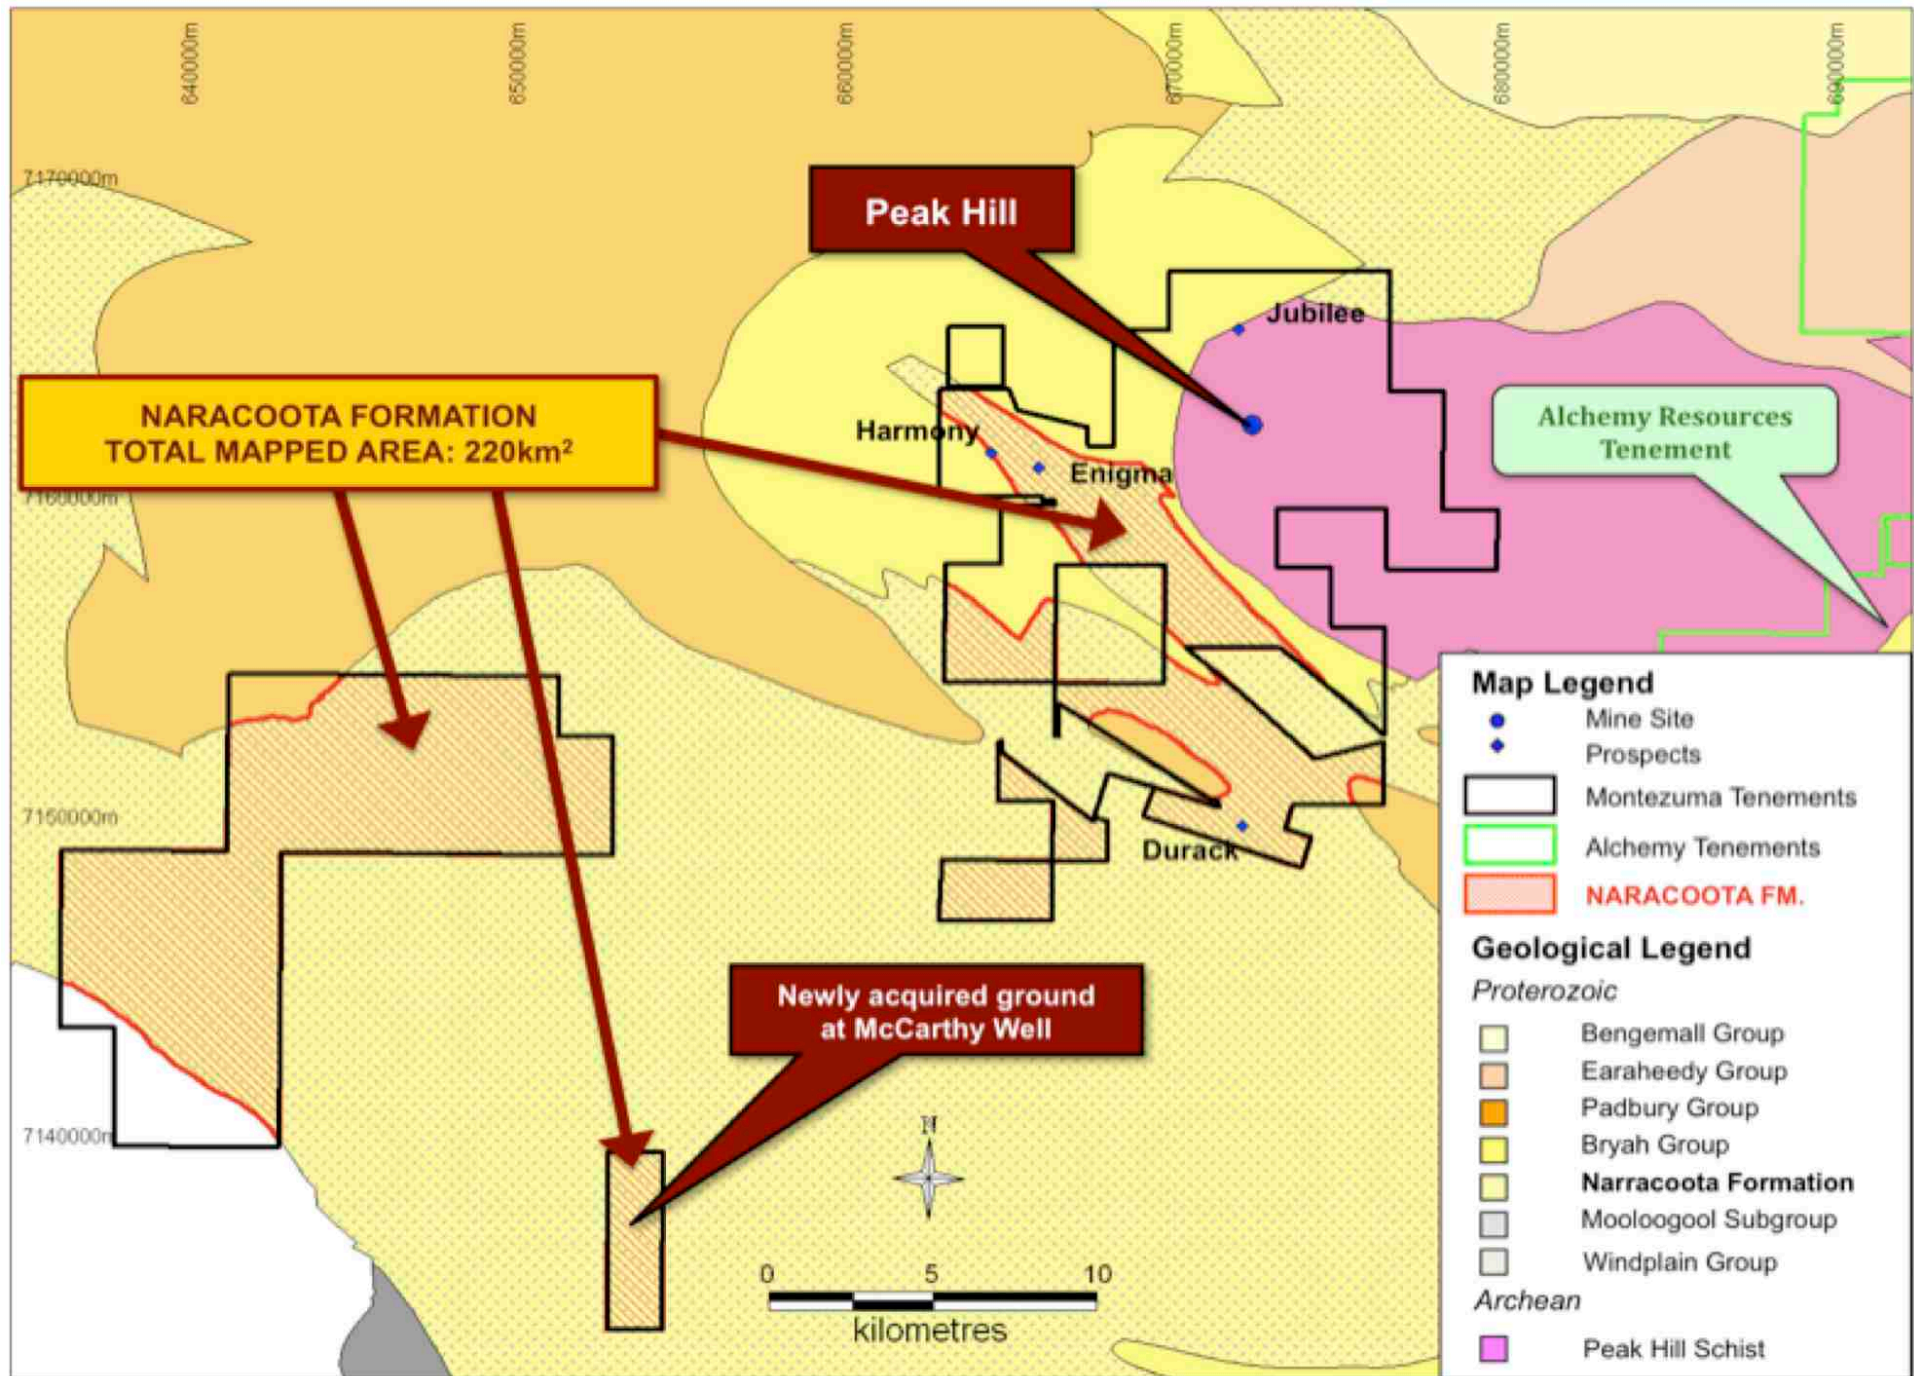 640000m
650000m
660000m
670000m
680000m
690000m
7170000m
Peak Hill
Jubilee
NARACOOTA FORMATION
TOTAL MAPPED AREA: 220km²
Harmony
Enigma
Alchemy Resources
Tenement
7160000m
7150000m
Durack
Newly acquired ground
at McCarthy Well
7140000m
N
0 5 10
kilometres
Map Legend
Mine Site
Prospects
Montezuma Tenements
Alchemy Tenements
NARACOOTA FM.
Geological Legend
Proterozoic
Bengemall Group
Earaheedy Group
Padbury Group
Bryah Group
Narracoota Formation
Mooloogool Subgroup
Windplain Group
Archean
Peak Hill Schist